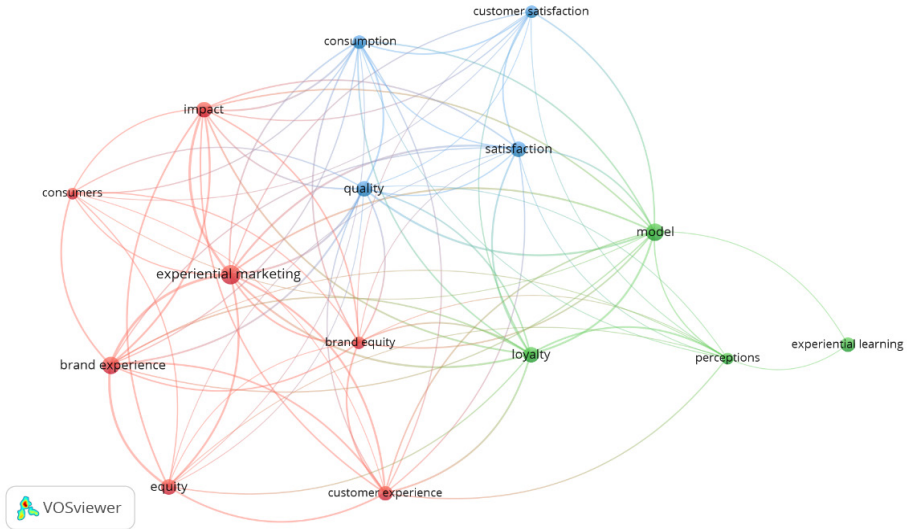 customer satisfaction
consumption
impact
satisfaction
quality
consumers
model
experiential marketing
brand equity
experiential learning
loyalty
perceptions
brand experience
equity
customer experience
VOSviewer